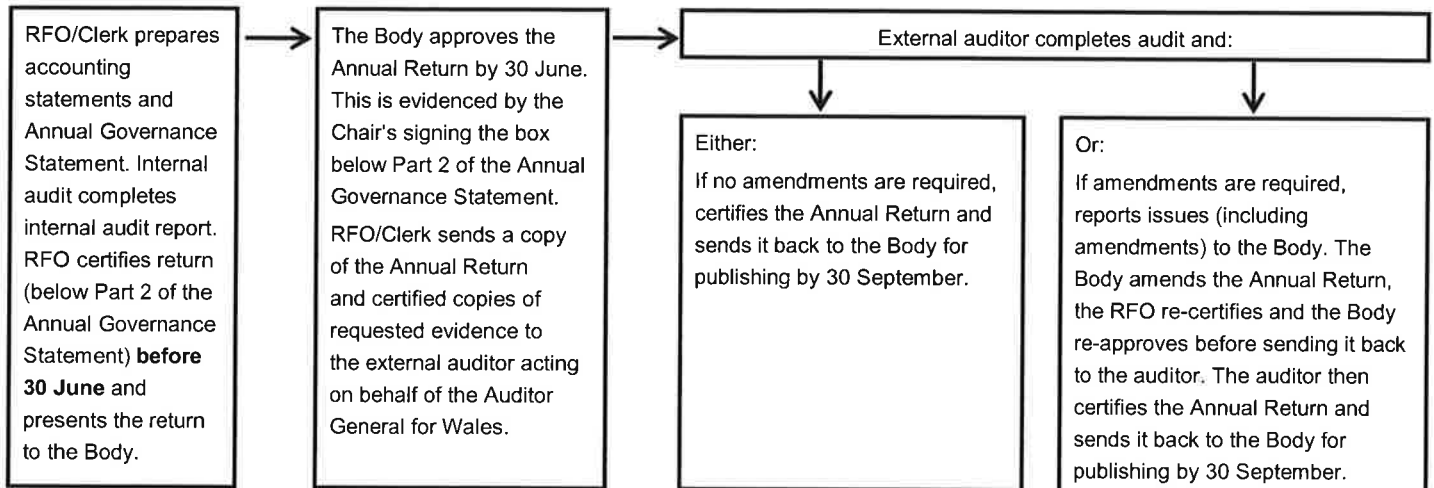 RFO/Clerk prepares
accounting
statements and
Annual Governance
Statement. Internal
audit completes
internal audit report.
RFO certifies return
(below Part 2 of the
Annual Governance
Statement) before
30 June and
presents the return
to the Body.
The Body approves the
Annual Return by 30 June.
This is evidenced by the
Chair's signing the box
below Part 2 of the Annual
Governance Statement.
RFO/Clerk sends a copy
of the Annual Return
and certified copies of
requested evidence to
the external auditor acting
on behalf of the Auditor
General for Wales.
External auditor completes audit and:
Either:
If no amendments are required,
certifies the Annual Return and
sends it back to the Body for
publishing by 30 September.
Or:
If amendments are required,
reports issues (including
amendments) to the Body. The
Body amends the Annual Return,
the RFO re-certifies and the Body
re-approves before sending it back
to the auditor. The auditor then
certifies the Annual Return and
sends it back to the Body for
publishing by 30 September.